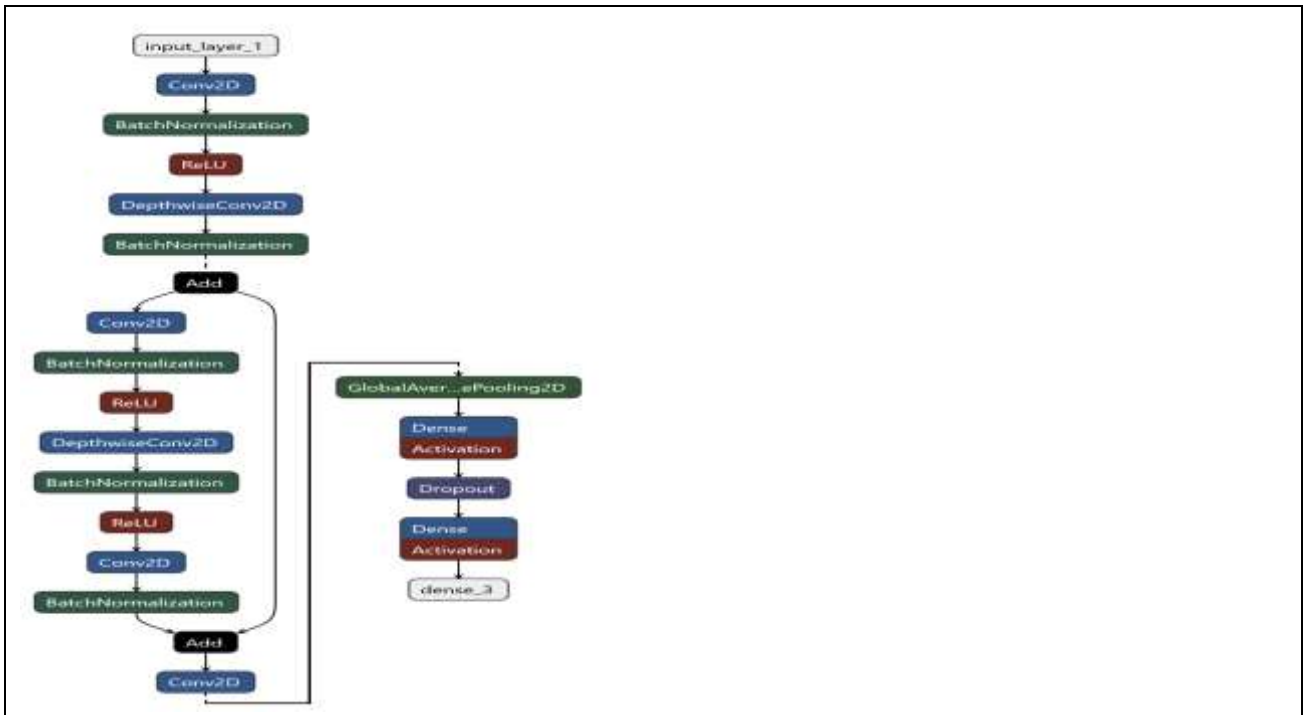 input_layer_1
Conv2D
BatchNormalization
ReLU
DepthwiseConv2D
BatchNormalization
Add
Conv2D
BatchNormalization
ReLU
DepthwiseConv2D
BatchNormalization
ReLU
Conv2D
BatchNormalization
Add
Conv2D
GlobalAver...ePooling2D
Dense
Activation
Dropout
Dense
Activation
dense_3